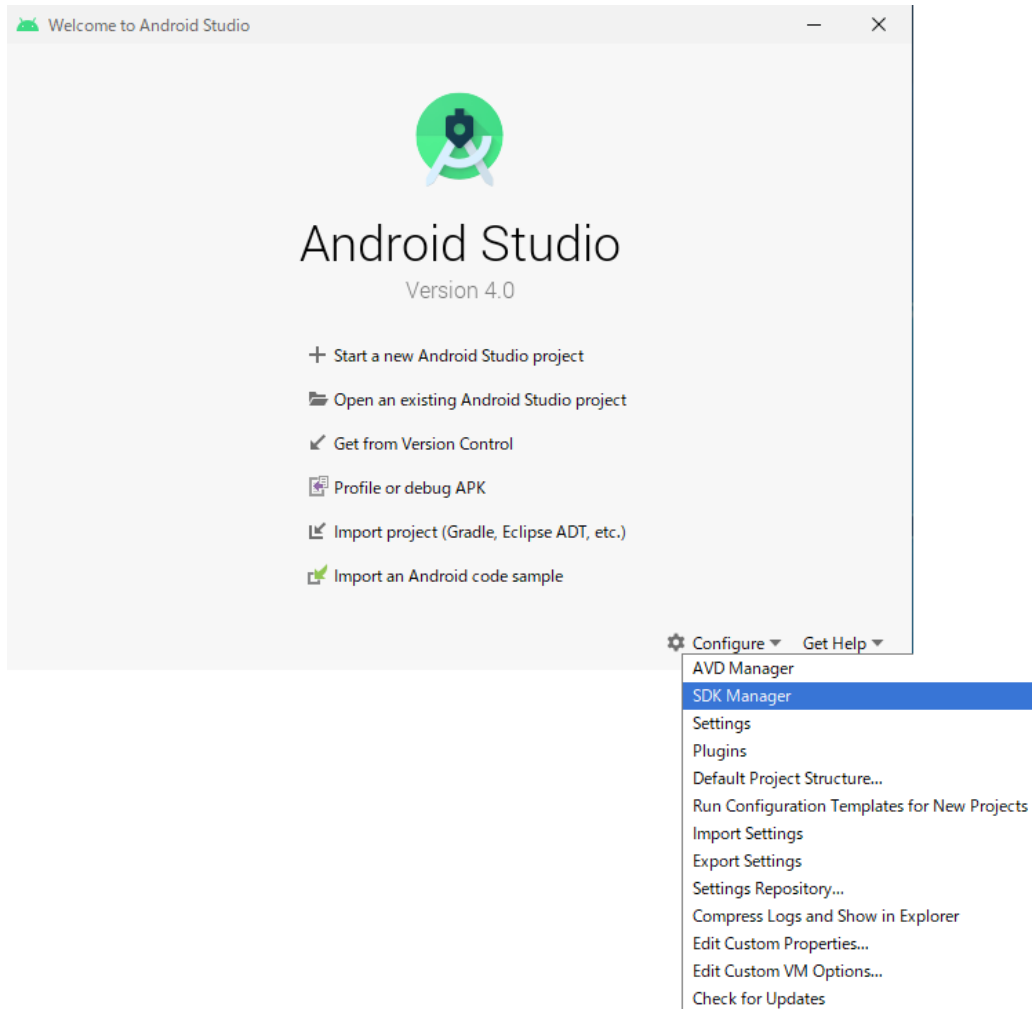 Welcome to Android Studio
Android Studio
Version 4.0
Start a new Android Studio project
Open an existing Android Studio project
Get from Version Control
Profile or debug APK
Import project (Gradle, Eclipse ADT, etc.)
Import an Android code sample
Configure Get Help
AVD Manager
SDK Manager
Settings
Plugins
Default Project Structure...
Run Configuration Templates for New Projects
Import Settings
Export Settings
Settings Repository...
Compress Logs and Show in Explorer
Edit Custom Properties...
Edit Custom VM Options...
Check for Updates